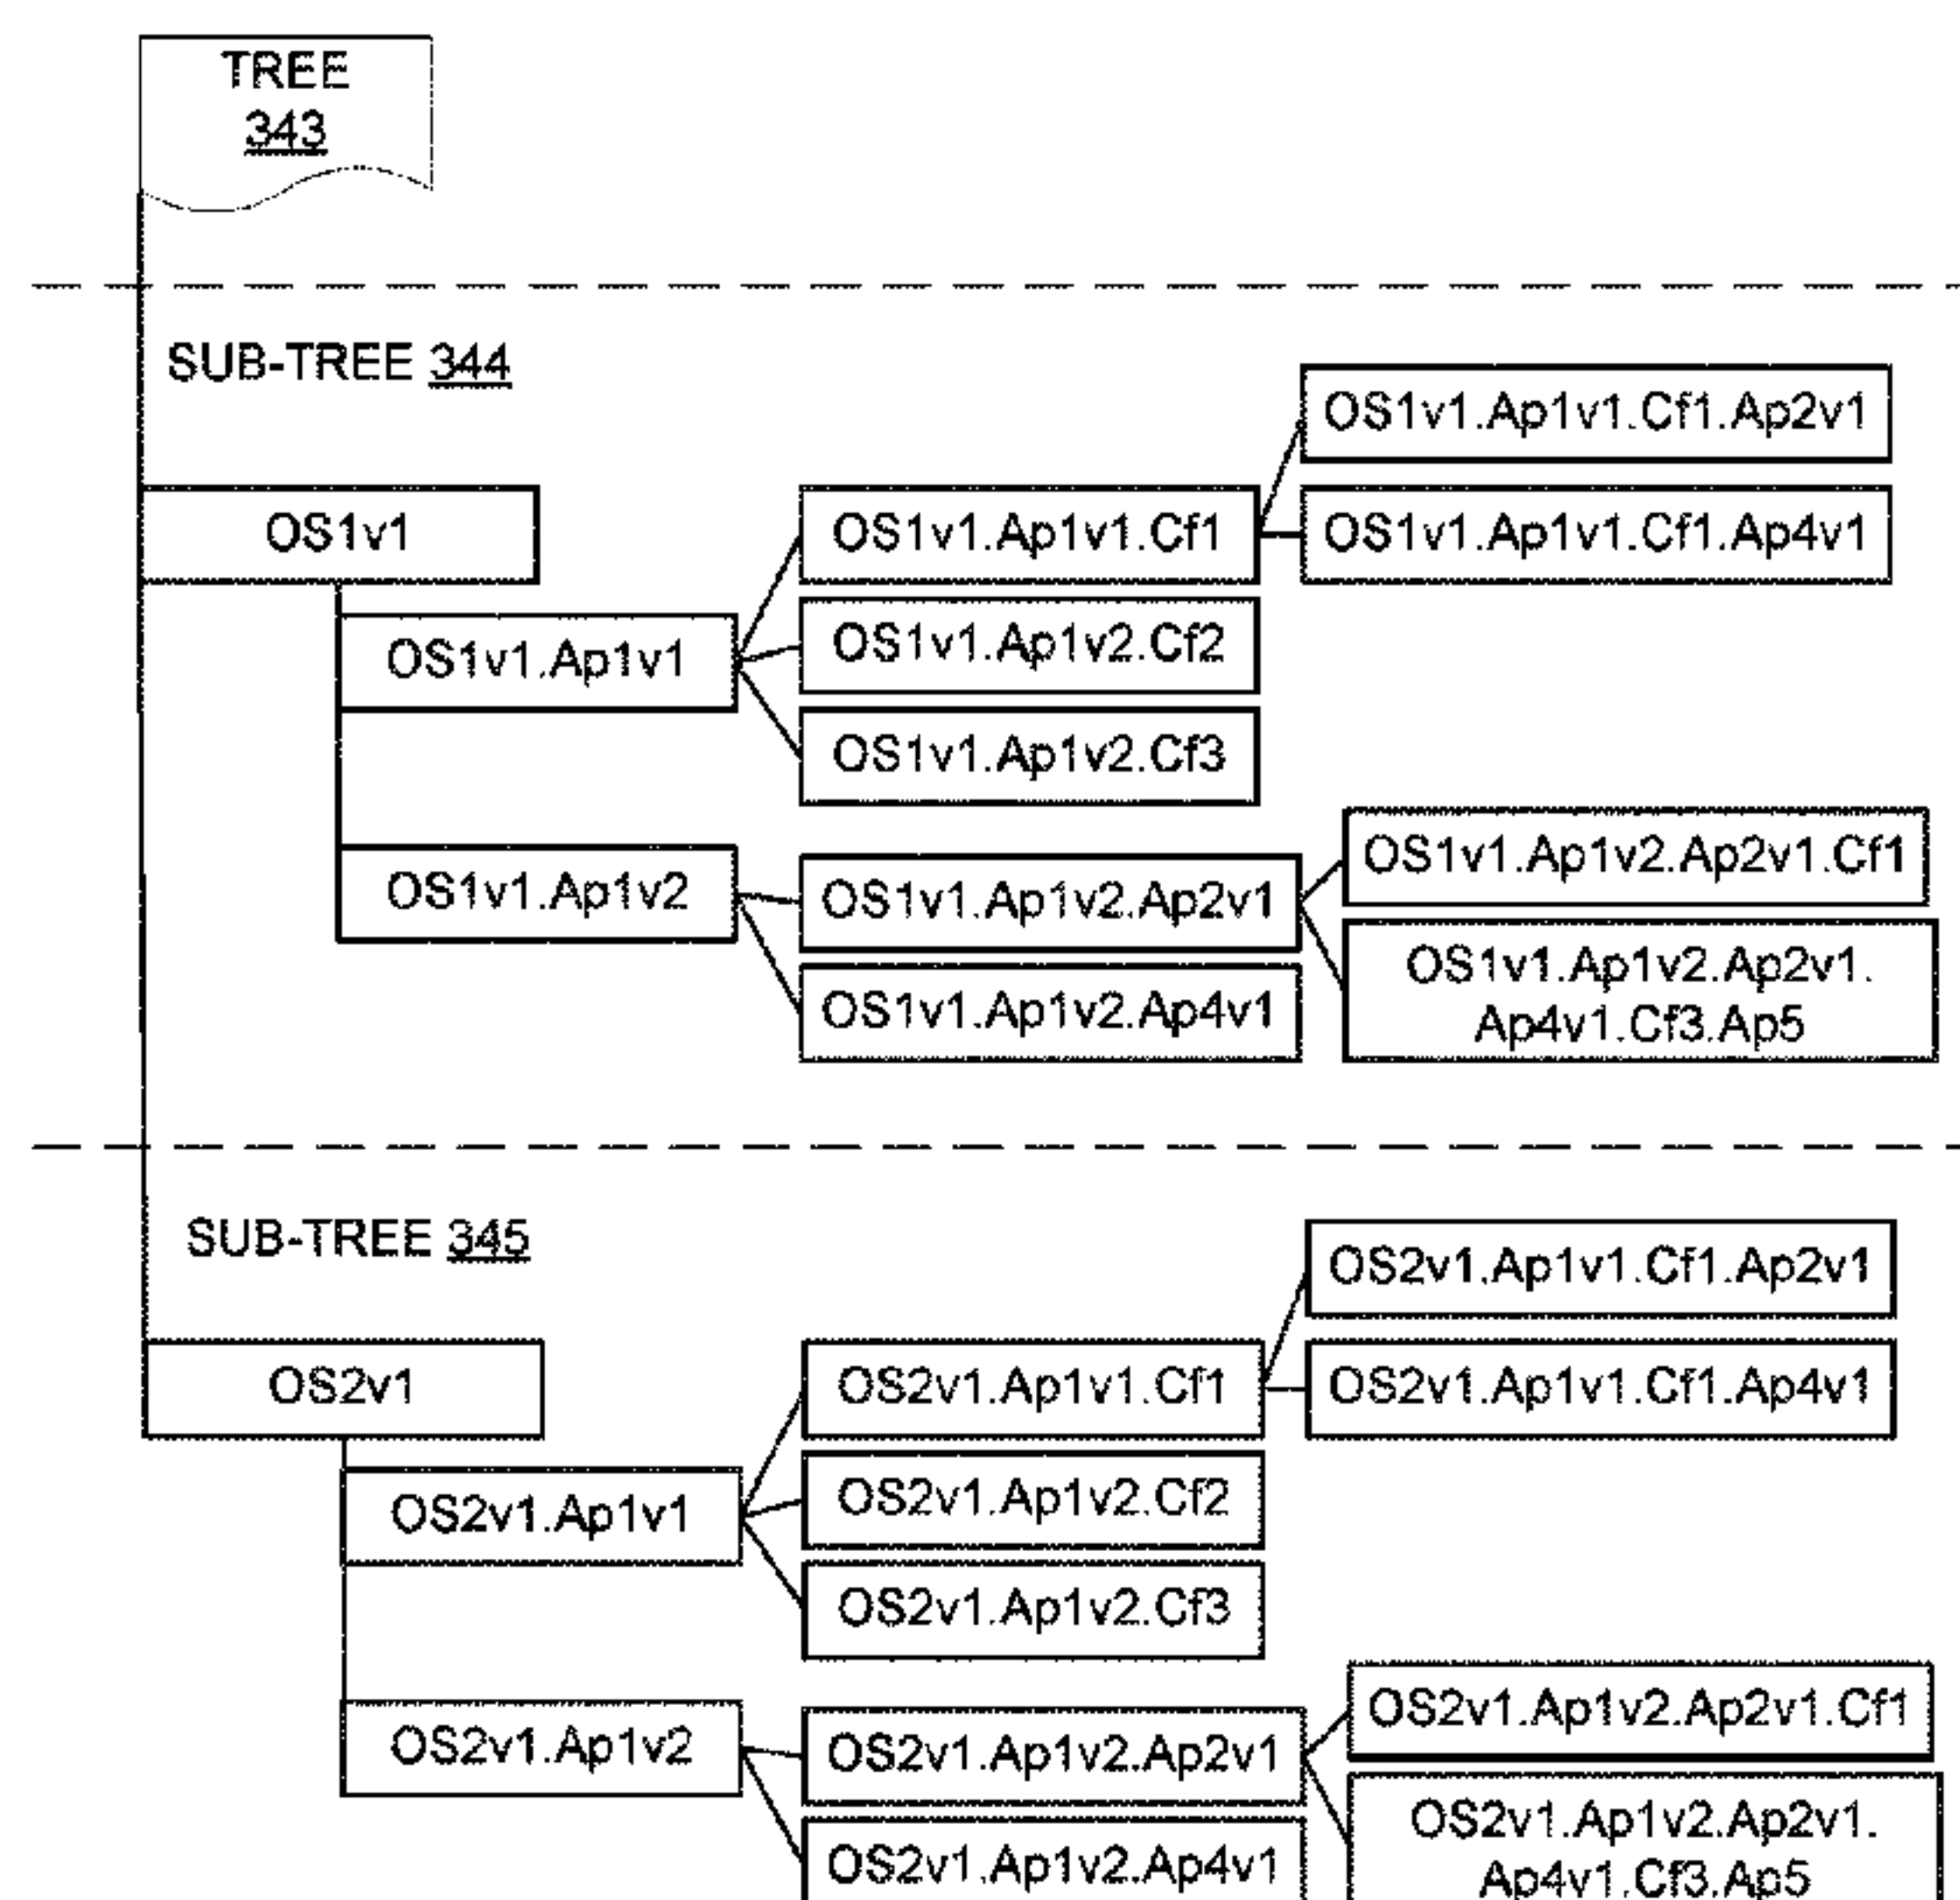 TREE
343
SUB-TREE 344
OS1v1.Ap1v1.Cf1.Ap2v1
OS1v1
OS1v1.Ap1v1.Cf1
OS1v1.Ap1v1.Cf1.Ap4v1
OS1v1.Ap1v1
OS1v1.Ap1v2.Cf2
OS1v1.Ap1v2.Cf3
OS1v1.Ap1v2
OS1v1.Ap1v2.Ap2v1
OS1v1.Ap1v2.Ap2v1.Cf1
OS1v1.Ap1v2.Ap4v1
OS1v1.Ap1v2.Ap2v1.
Ap4v1.Cf3.Ap5
SUB-TREE 345
OS2v1.Ap1v1.Cf1.Ap2v1
OS2v1
OS2v1.Ap1v1.Cf1
OS2v1.Ap1v1.Cf1.Ap4v1
OS2v1.Ap1v1
OS2v1.Ap1v2.Cf2
OS2v1.Ap1v2.Cf3
OS2v1.Ap1v2
OS2v1.Ap1v2.Ap2v1
OS2v1.Ap1v2.Ap2v1.Cf1
OS2v1.Ap1v2.Ap4v1
OS2v1.Ap1v2.Ap2v1.
Ap4v1.Cf3.Ap5